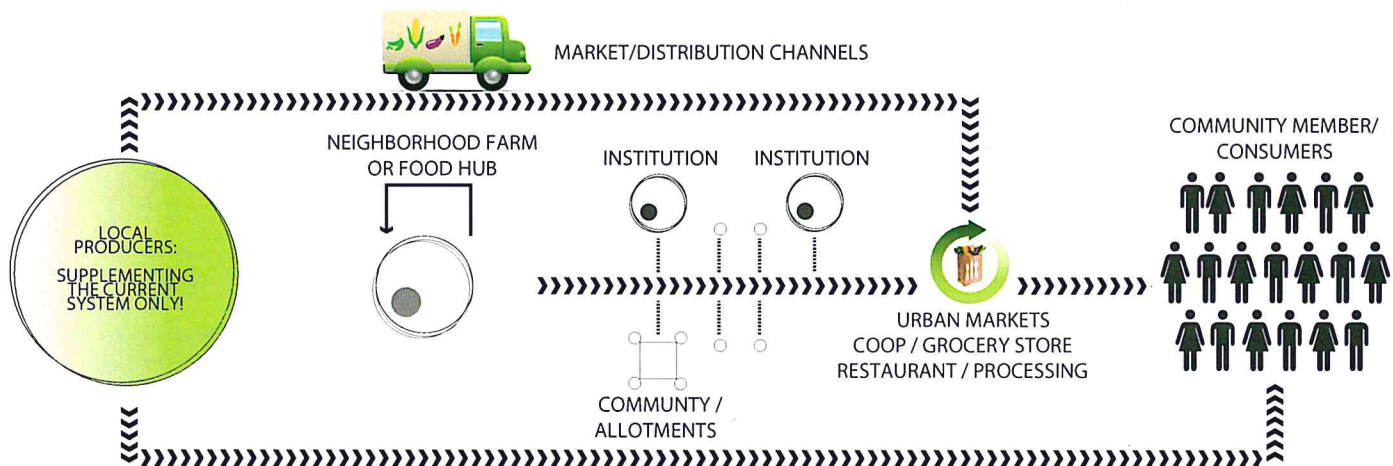 MARKET/DISTRIBUTION CHANNELS
NEIGHBORHOOD FARM
OR FOOD HUB
INSTITUTION
INSTITUTION
COMMUNITY MEMBER/
CONSUMERS
LOCAL
PRODUCERS:
SUPPLEMENTING
THE CURRENT
SYSTEM ONLY!
URBAN MARKETS
COOP / GROCERY STORE
RESTAURANT / PROCESSING
COMMUNTY /
ALLOTMENTS